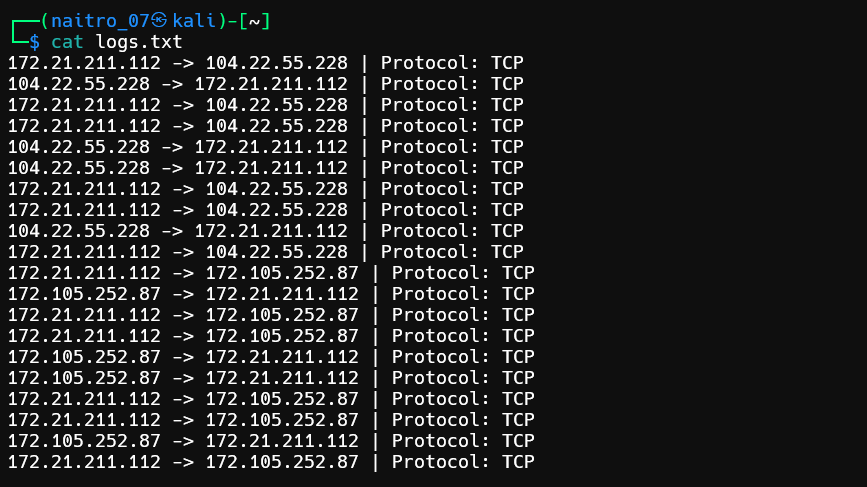 ┌──(naitro_07㉿kali)-[~]
└─$ cat logs.txt
172.21.211.112 -> 104.22.55.228 | Protocol: TCP
104.22.55.228 -> 172.21.211.112 | Protocol: TCP
172.21.211.112 -> 104.22.55.228 | Protocol: TCP
172.21.211.112 -> 104.22.55.228 | Protocol: TCP
104.22.55.228 -> 172.21.211.112 | Protocol: TCP
104.22.55.228 -> 172.21.211.112 | Protocol: TCP
172.21.211.112 -> 104.22.55.228 | Protocol: TCP
172.21.211.112 -> 104.22.55.228 | Protocol: TCP
104.22.55.228 -> 172.21.211.112 | Protocol: TCP
172.21.211.112 -> 104.22.55.228 | Protocol: TCP
172.21.211.112 -> 172.105.252.87 | Protocol: TCP
172.105.252.87 -> 172.21.211.112 | Protocol: TCP
172.21.211.112 -> 172.105.252.87 | Protocol: TCP
172.21.211.112 -> 172.105.252.87 | Protocol: TCP
172.105.252.87 -> 172.21.211.112 | Protocol: TCP
172.105.252.87 -> 172.21.211.112 | Protocol: TCP
172.21.211.112 -> 172.105.252.87 | Protocol: TCP
172.21.211.112 -> 172.105.252.87 | Protocol: TCP
172.105.252.87 -> 172.21.211.112 | Protocol: TCP
172.21.211.112 -> 172.105.252.87 | Protocol: TCP